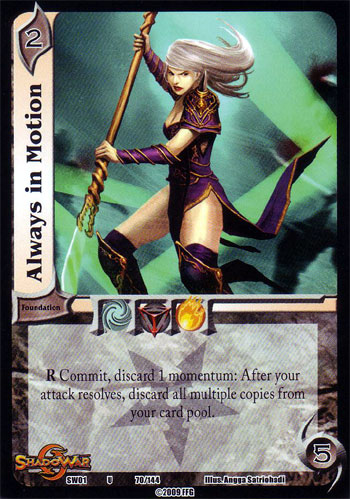 2
Always in Motion
Foundation
R Commit, discard 1 momentum: After your
attack resolves, discard all multiple copies from
your card pool.
5
SHADOWAR
SW01 U 70/144 Illus. Angga Satriohadi
©2009 FFG